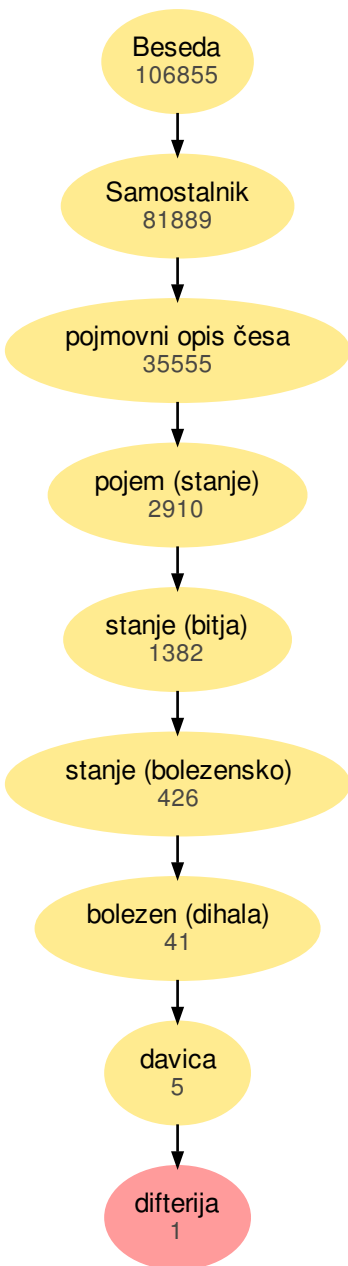 Beseda
106855
Samostalnik
81889
pojmovni opis česa
35555
pojem (stanje)
2910
stanje (bitja)
1382
stanje (bolezensko)
426
bolezen (dihala)
41
davica
5
difterija
1